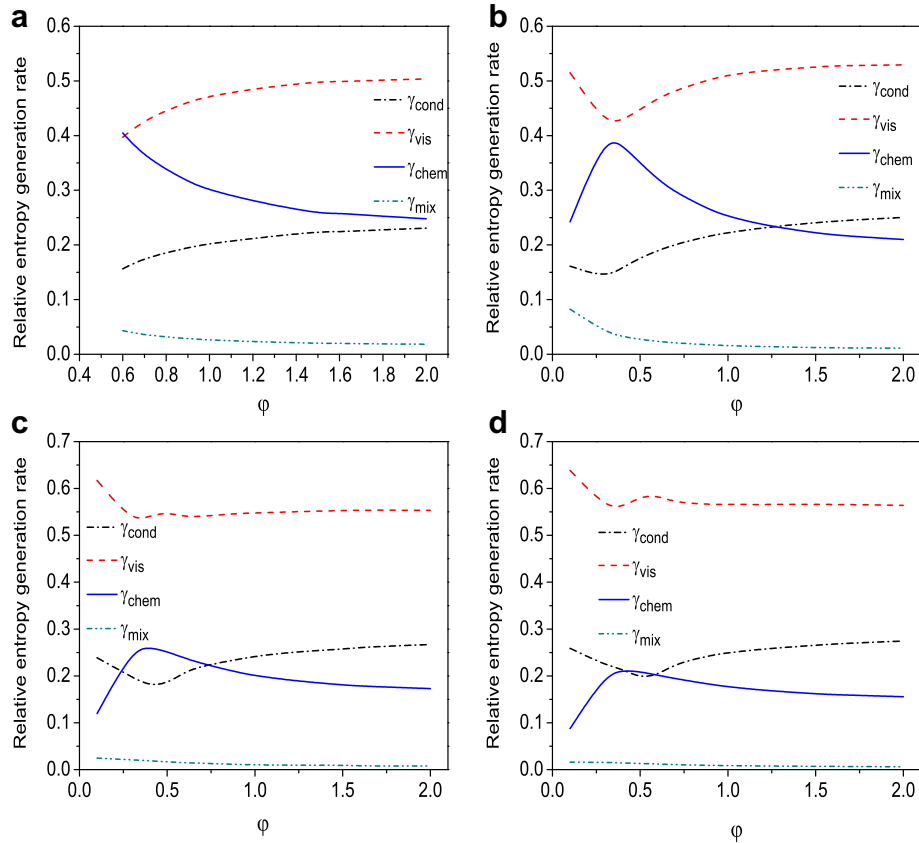 a
Relative entropy generation rate
0.6
0.5
0.4
0.3
0.2
0.1
0.0
0.4 0.6 0.8 1.0 1.2 1.4 1.6 1.8 2.0
φ
γcond
γvis
γchem
γmix
b
Relative entropy generation rate
0.6
0.5
0.4
0.3
0.2
0.1
0.0
0.0 0.5 1.0 1.5 2.0
φ
γcond
γvis
γchem
γmix
c
Relative entropy generation rate
0.7
0.6
0.5
0.4
0.3
0.2
0.1
0.0
0.0 0.5 1.0 1.5 2.0
φ
γcond
γvis
γchem
γmix
d
Relative entropy generation rate
0.7
0.6
0.5
0.4
0.3
0.2
0.1
0.0
0.0 0.5 1.0 1.5 2.0
φ
γcond
γvis
γchem
γmix